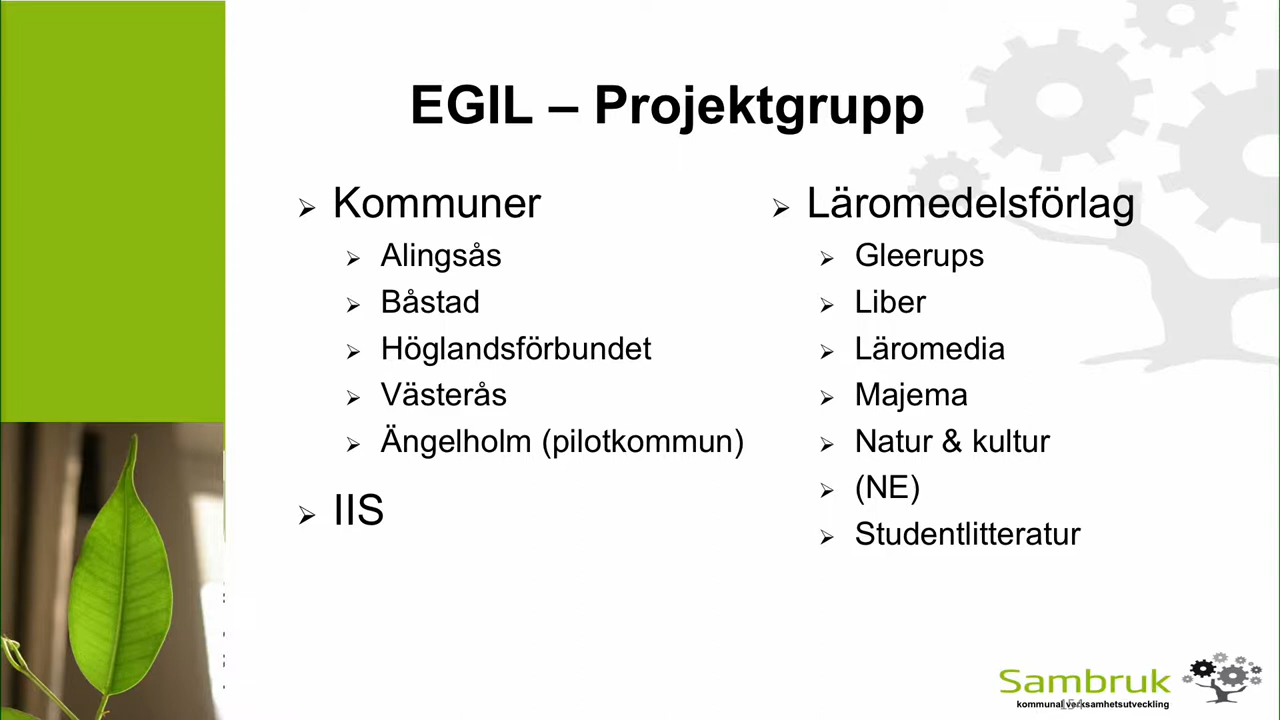 EGIL – Projektgrupp
Kommuner
Alingsås
Båstad
Höglandsförbundet
Västerås
Ängelholm (pilotkommun)
IIS
Läromedelsförlag
Gleerups
Liber
Läromedia
Majema
Natur & kultur
(NE)
Studentlitteratur
Sambruk
kommunal verksamhetsutveckling